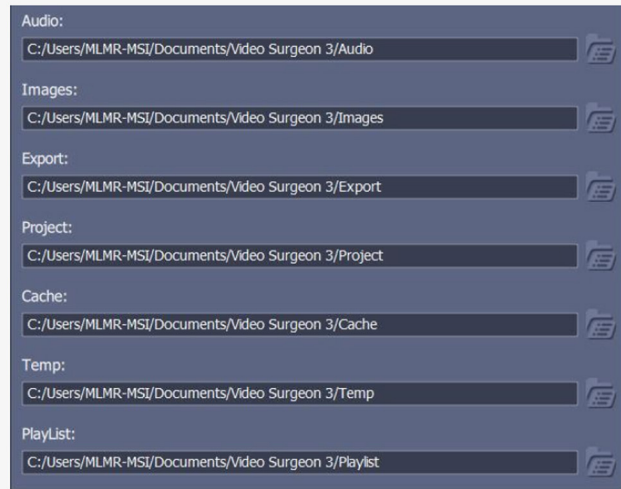 Audio:
C:/Users/MLMR-MSI/Documents/Video Surgeon 3/Audio
Images:
C:/Users/MLMR-MSI/Documents/Video Surgeon 3/Images
Export:
C:/Users/MLMR-MSI/Documents/Video Surgeon 3/Export
Project:
C:/Users/MLMR-MSI/Documents/Video Surgeon 3/Project
Cache:
C:/Users/MLMR-MSI/Documents/Video Surgeon 3/Cache
Temp:
C:/Users/MLMR-MSI/Documents/Video Surgeon 3/Temp
PlayList:
C:/Users/MLMR-MSI/Documents/Video Surgeon 3/Playlist